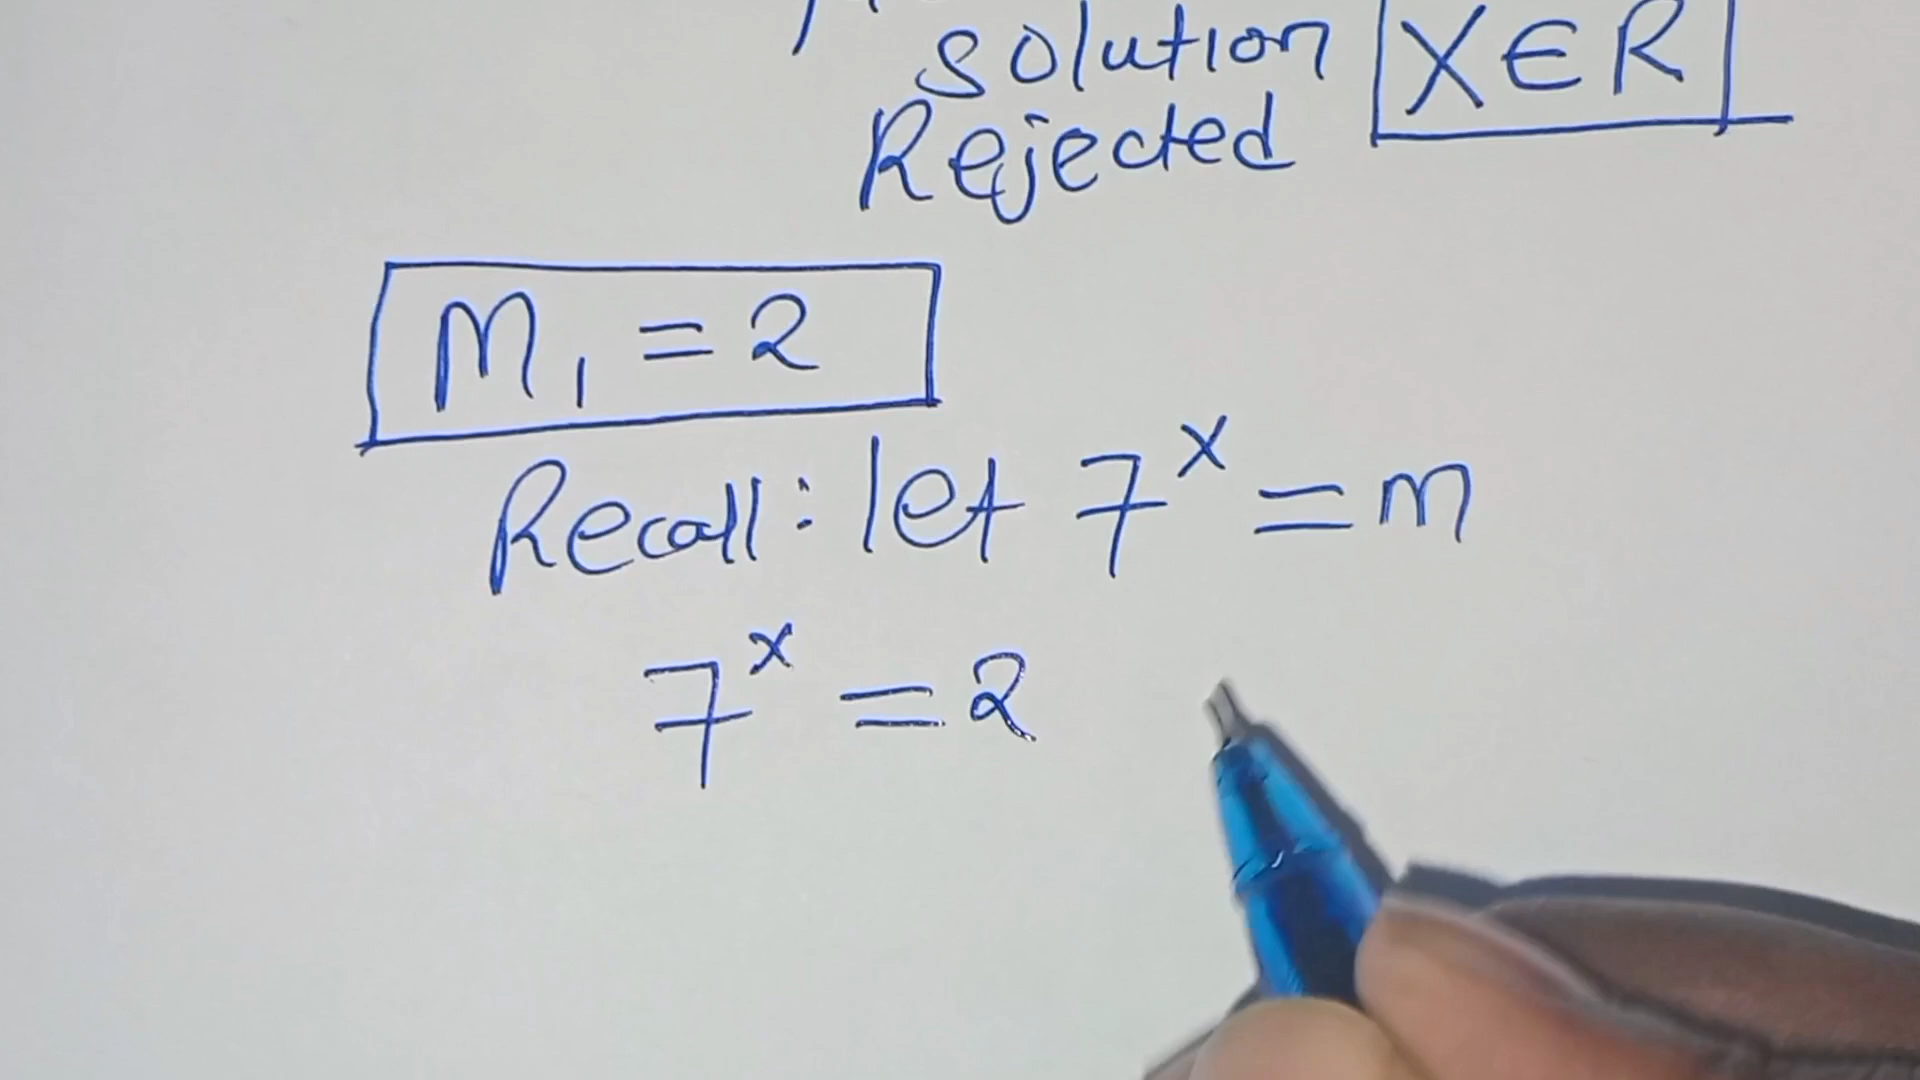 solution X∈R
Rejected
M₁ = 2
Recall: let 7ˣ = m
7ˣ = 2